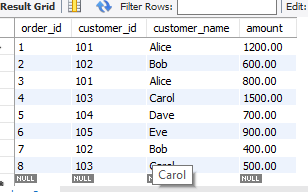 Result Grid Filter Rows: Edit:
order_id customer_id customer_name amount
1 101 Alice 1200.00
2 102 Bob 600.00
3 101 Alice 800.00
4 103 Carol 1500.00
5 104 Dave 700.00
6 105 Eve 900.00
7 102 Bob 400.00
8 103 Carol 500.00
NULL NULL NULL NULL
Carol